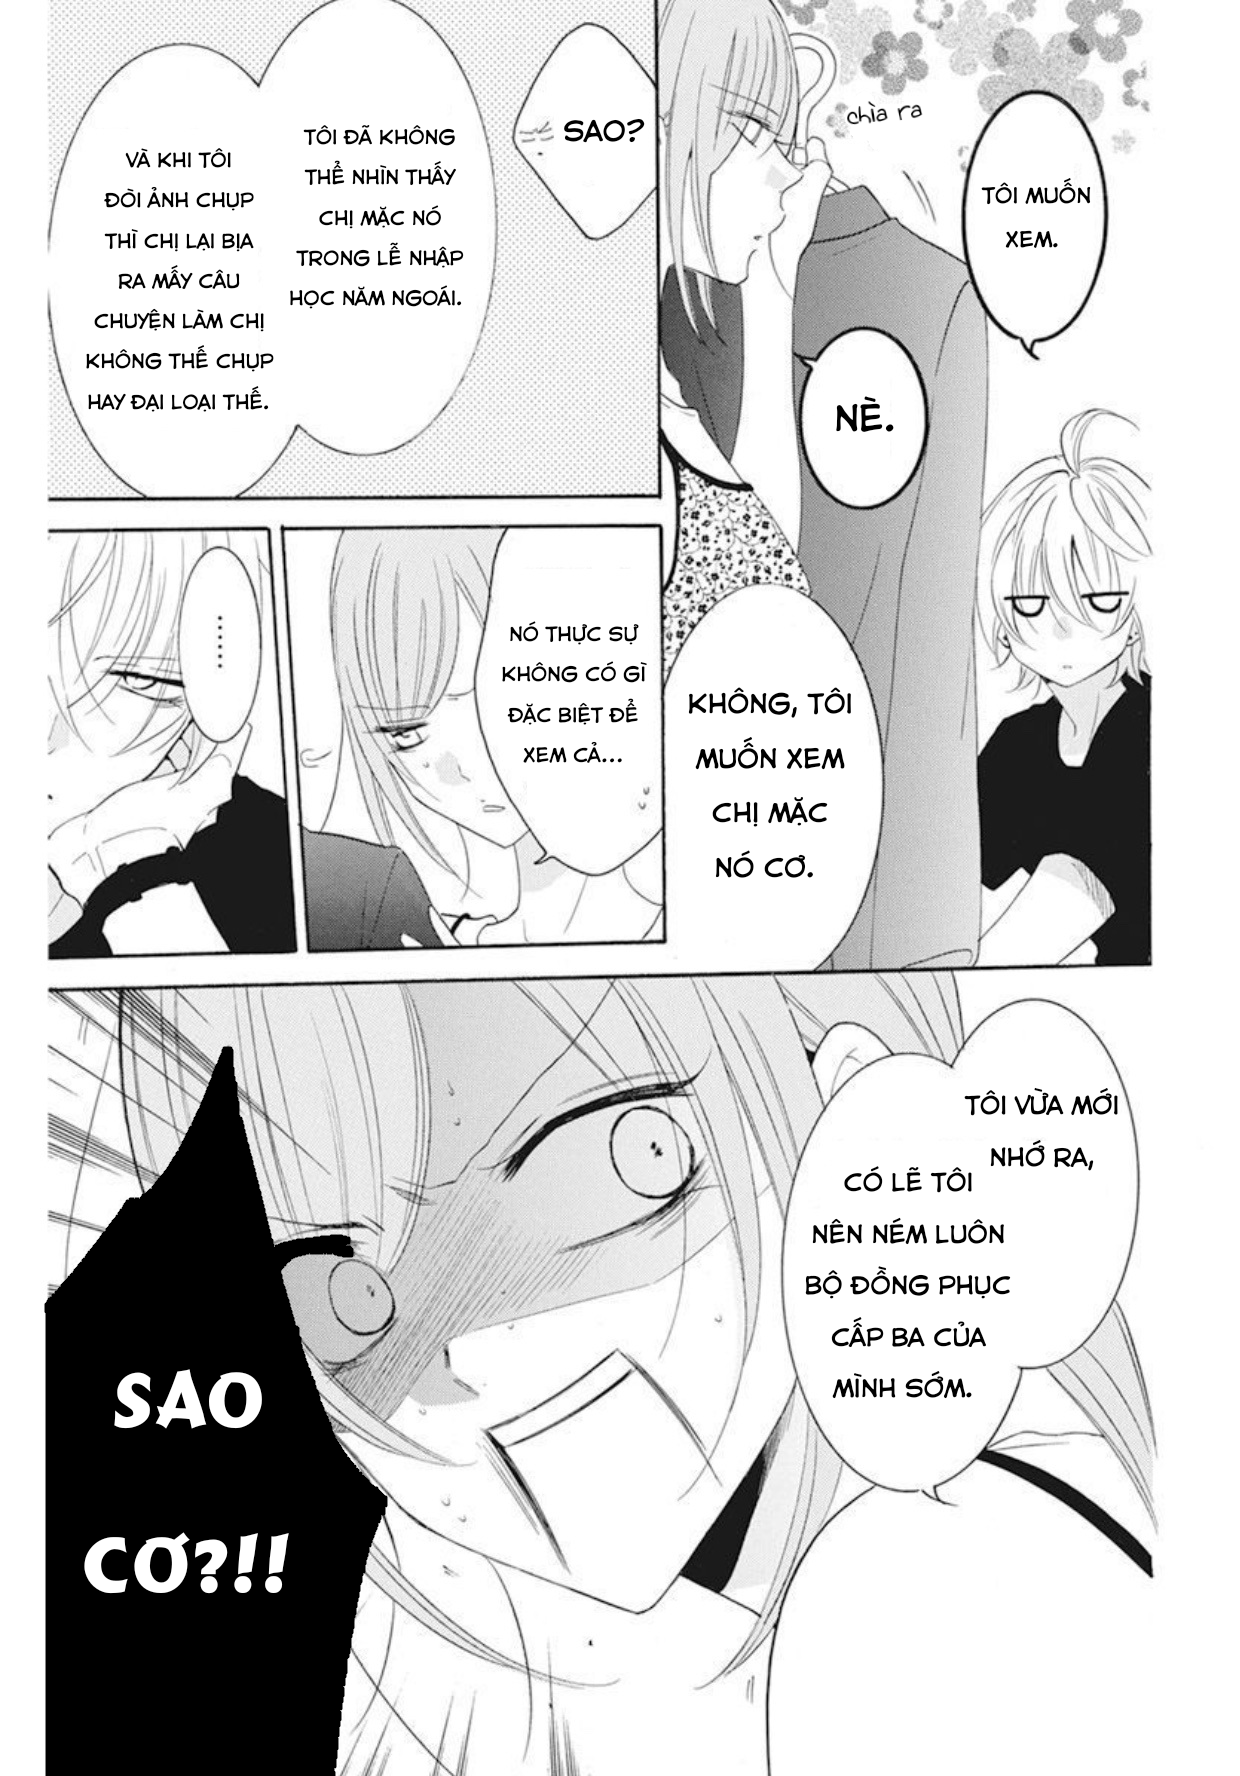 TÔI MUỐN
XEM.
chìa ra
NÈ.
KHÔNG, TÔI
MUỐN XEM
CHỊ MẶC
NÓ CƠ.
SAO?
TÔI ĐÃ KHÔNG
THỂ NHÌN THẤY
CHỊ MẶC NÓ
TRONG LỄ NHẬP
HỌC NĂM NGOÁI.
VÀ KHI TÔI
ĐÒI ẢNH CHỤP
THÌ CHỊ LẠI BỊA
RA MẤY CÂU
CHUYỆN LÀM CHỊ
KHÔNG THẾ CHỤP
HAY ĐẠI LOẠI THẾ.
NÓ THỰC SỰ
KHÔNG CÓ GÌ
ĐẶC BIỆT ĐỂ
XEM CẢ...
........
TÔI VỪA MỚI
NHỚ RA,
CÓ LẼ TÔI
NÊN NÉM LUÔN
BỘ ĐỒNG PHỤC
CẤP BA CỦA
MÌNH SỚM.
SAO
CƠ?!!